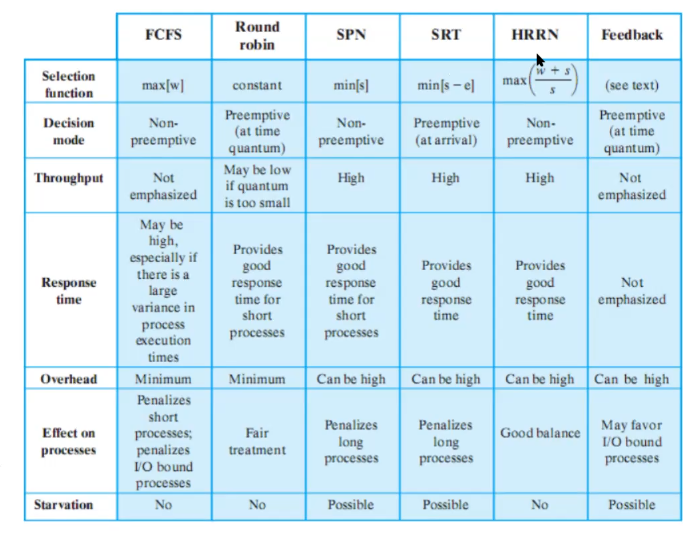 FCFS Round robin SPN SRT HRRN Feedback
Selection function max[w] constant min[s] min[s − e] max((w + s)/s) (see text)
Decision mode Non-preemptive Preemptive (at time quantum) Non-preemptive Preemptive (at arrival) Non-preemptive Preemptive (at time quantum)
Throughput Not emphasized May be low if quantum is too small High High High Not emphasized
Response time May be high, especially if there is a large variance in process execution times Provides good response time for short processes Provides good response time for short processes Provides good response time Provides good response time Not emphasized
Overhead Minimum Minimum Can be high Can be high Can be high Can be high
Effect on processes Penalizes short processes; penalizes I/O bound processes Fair treatment Penalizes long processes Penalizes long processes Good balance May favor I/O bound processes
Starvation No No Possible Possible No Possible